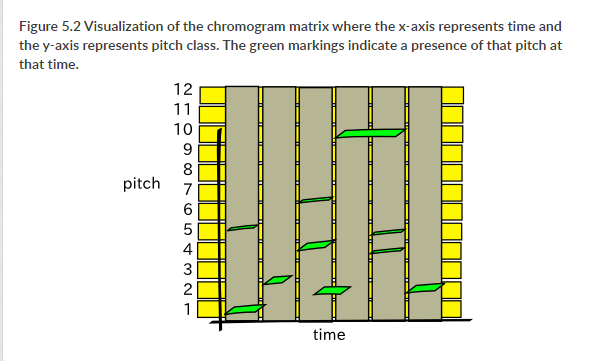 Figure 5.2 Visualization of the chromogram matrix where the x-axis represents time and
the y-axis represents pitch class. The green markings indicate a presence of that pitch at
that time.
12
11
10
9
8
pitch
7
6
5
4
3
2
1
time